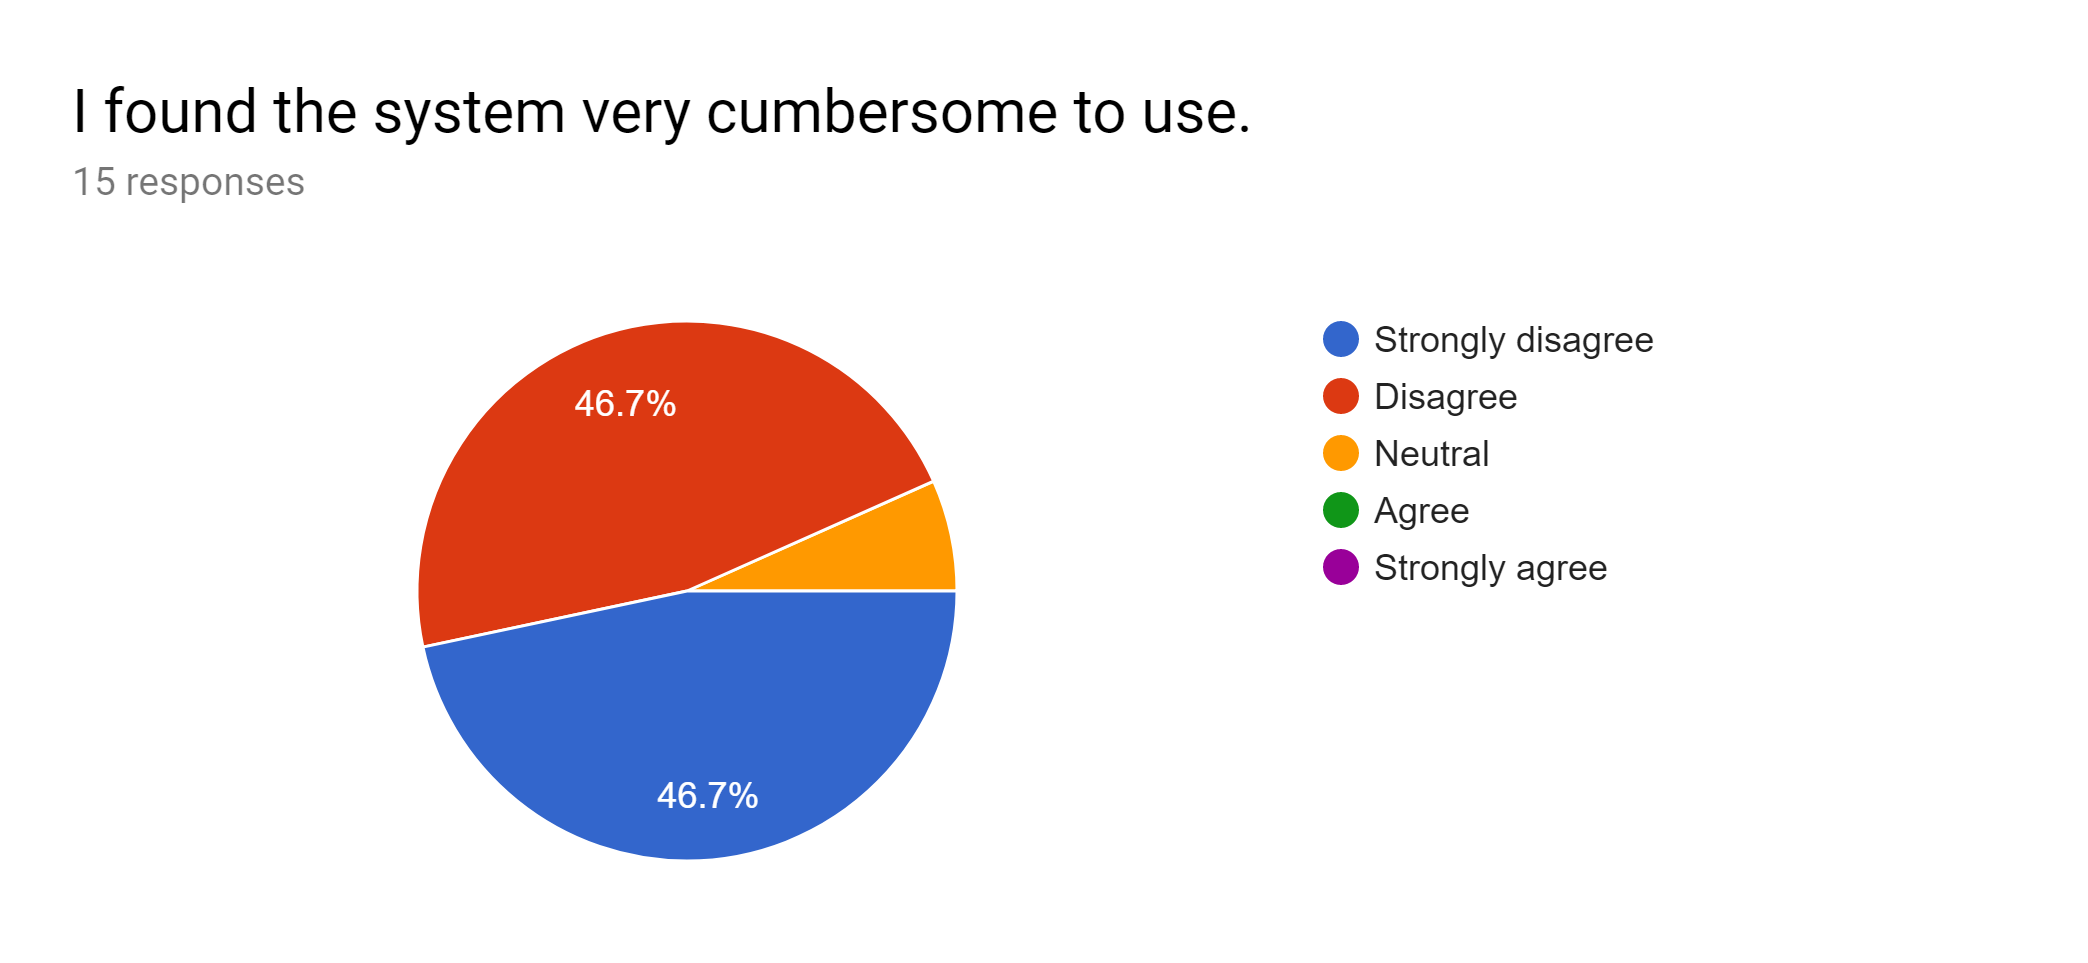 I found the system very cumbersome to use.
15 responses
46.7%
46.7%
Strongly disagree
Disagree
Neutral
Agree
Strongly agree